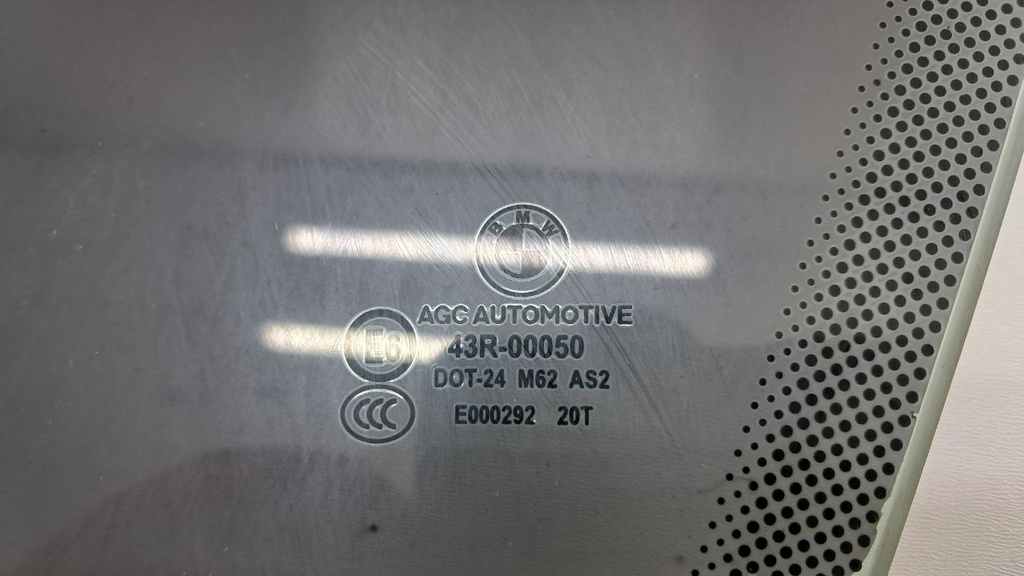 BMW
AGC AUTOMOTIVE
E6 43R-00050
DOT-24 M62 AS2
CCC E000292 20T